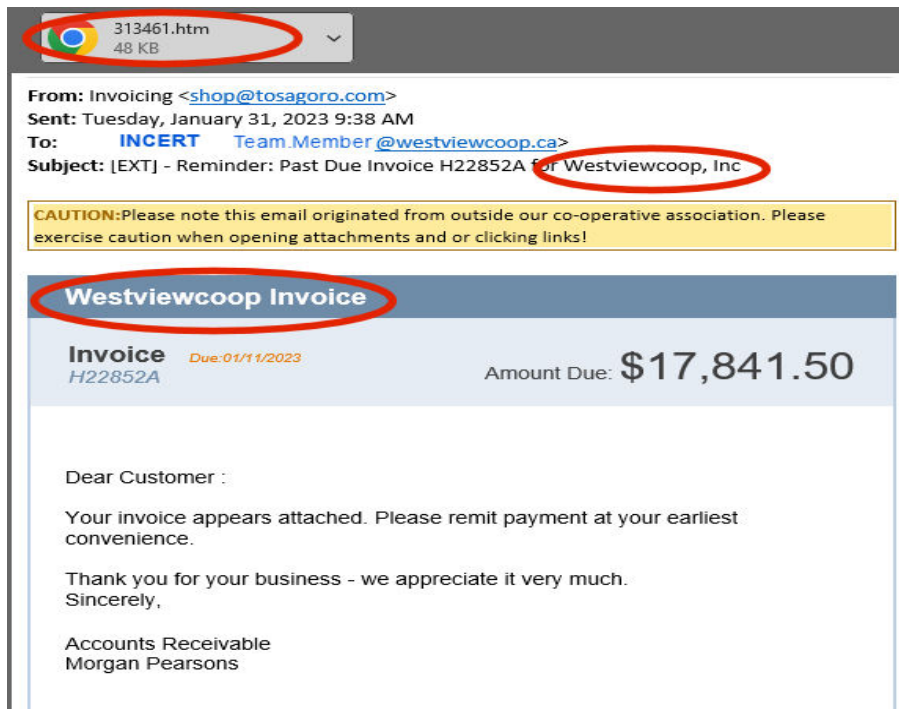 313461.htm
48 KB
From: Invoicing <shop@tosagoro.com>
Sent: Tuesday, January 31, 2023 9:38 AM
To: INCERT Team.Member @westviewcoop.ca>
Subject: [EXT] - Reminder: Past Due Invoice H22852A for Westviewcoop, Inc
CAUTION:Please note this email originated from outside our co-operative association. Please
exercise caution when opening attachments and or clicking links!
Westviewcoop Invoice
Invoice Due:01/11/2023
H22852A
Amount Due: $17,841.50
Dear Customer :
Your invoice appears attached. Please remit payment at your earliest
convenience.
Thank you for your business - we appreciate it very much.
Sincerely,
Accounts Receivable
Morgan Pearsons